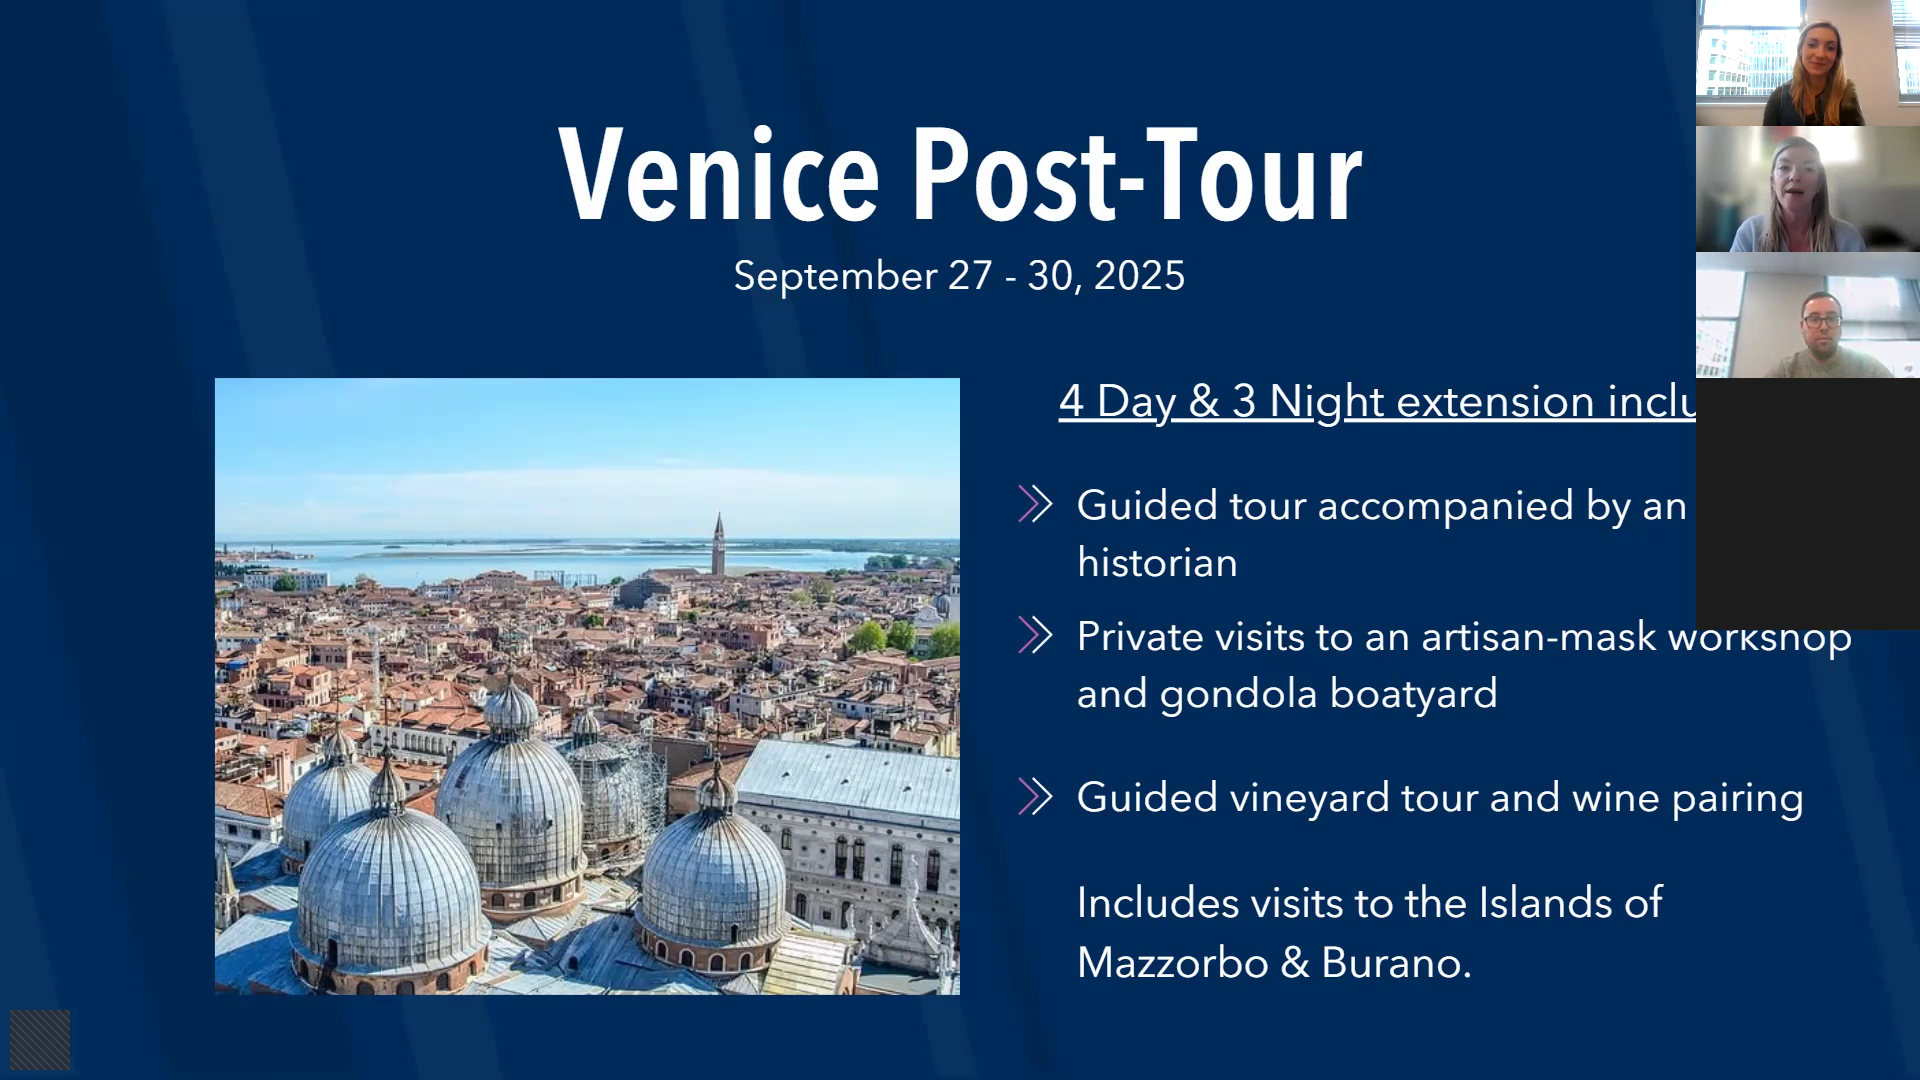 Venice Post-Tour
September 27 - 30, 2025
4 Day & 3 Night extension
Guided tour accompanied by an
historian
Private visits to an artisan-mask workshop
and gondola boatyard
Guided vineyard tour and wine pairing
Includes visits to the Islands of
Mazzorbo & Burano.